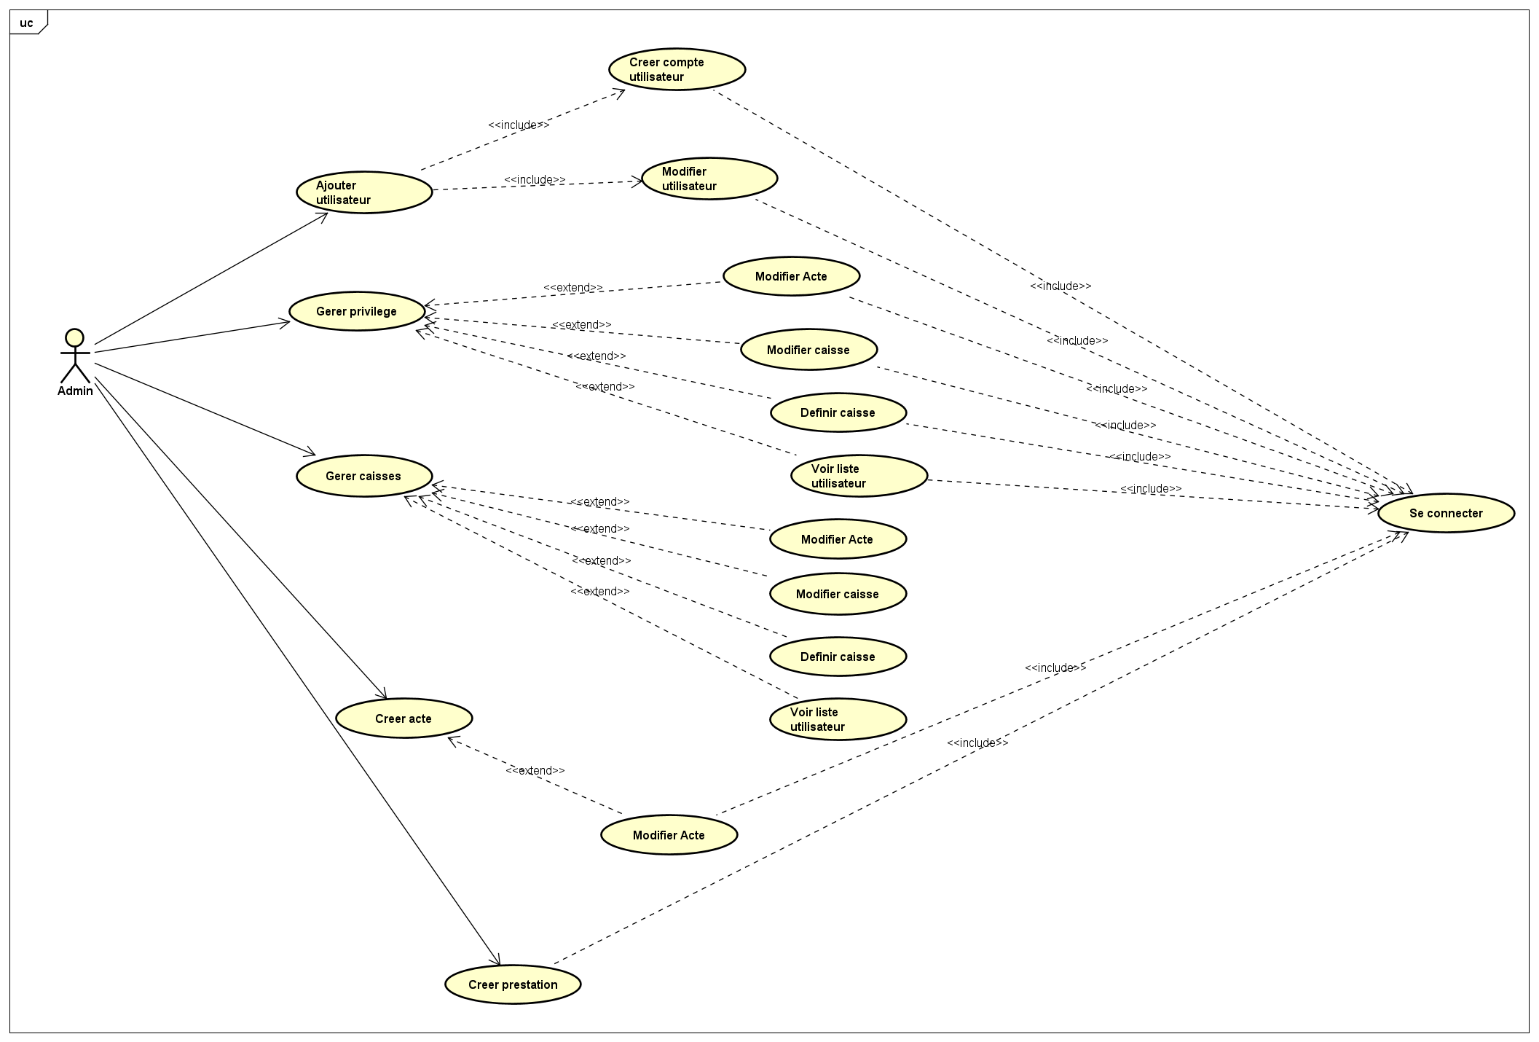 uc
Creer compte
utilisateur
<<include>>
Ajouter
utilisateur
<<include>>
Modifier
utilisateur
Gerer privilege
<<extend>>
Modifier Acte
<<include>>
<<extend>>
Modifier caisse
<<include>>
<<extend>>
Definir caisse
<<include>>
<<extend>>
Voir liste
utilisateur
<<include>>
<<include>>
<<include>>
Admin
Gerer caisses
<<extend>>
Modifier Acte
<<extend>>
Modifier caisse
<<extend>>
Definir caisse
<<extend>>
Voir liste
utilisateur
Se connecter
Creer acte
<<extend>>
Modifier Acte
<<include>>
<<include>>
Creer prestation